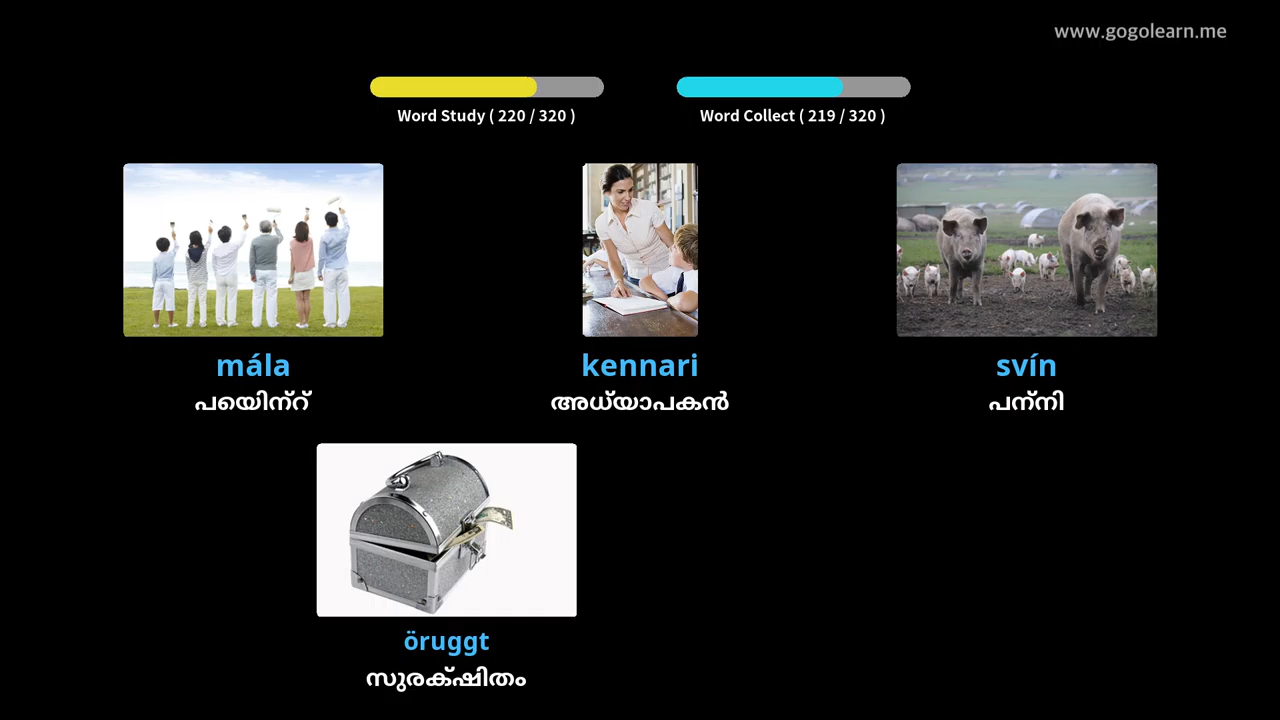 www.gogolearn.me
Word Study ( 220 / 320 )
Word Collect ( 219 / 320 )
mála
പയെിന്റ്
kennari
അധ്യാപകൻ
svín
പന്നി
öruggt
സുരക്ഷിതം